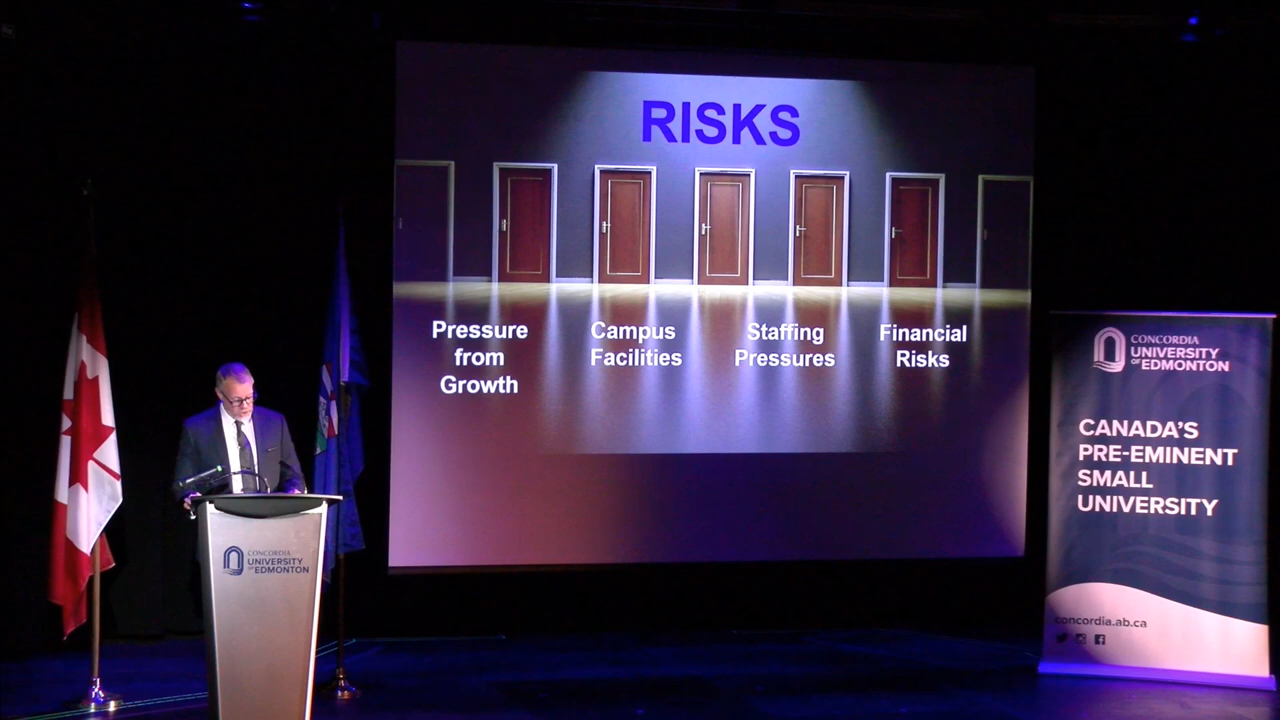 RISKS
Pressure
from
Growth
Campus
Facilities
Staffing
Pressures
Financial
Risks
CONCORDIA
UNIVERSITY
OF EDMONTON
CONCORDIA
UNIVERSITY
OF EDMONTON
CANADA'S
PRE-EMINENT
SMALL
UNIVERSITY
concordia.ab.ca